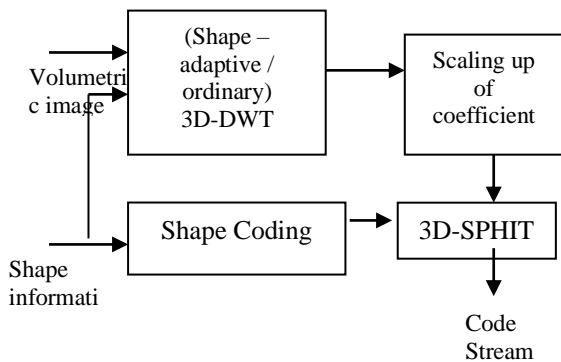 (Shape –
adaptive /
ordinary)
3D-DWT
Volumetri
c image
Scaling up
of
coefficient
Shape Coding
3D-SPHIT
Shape
informati
Code
Stream